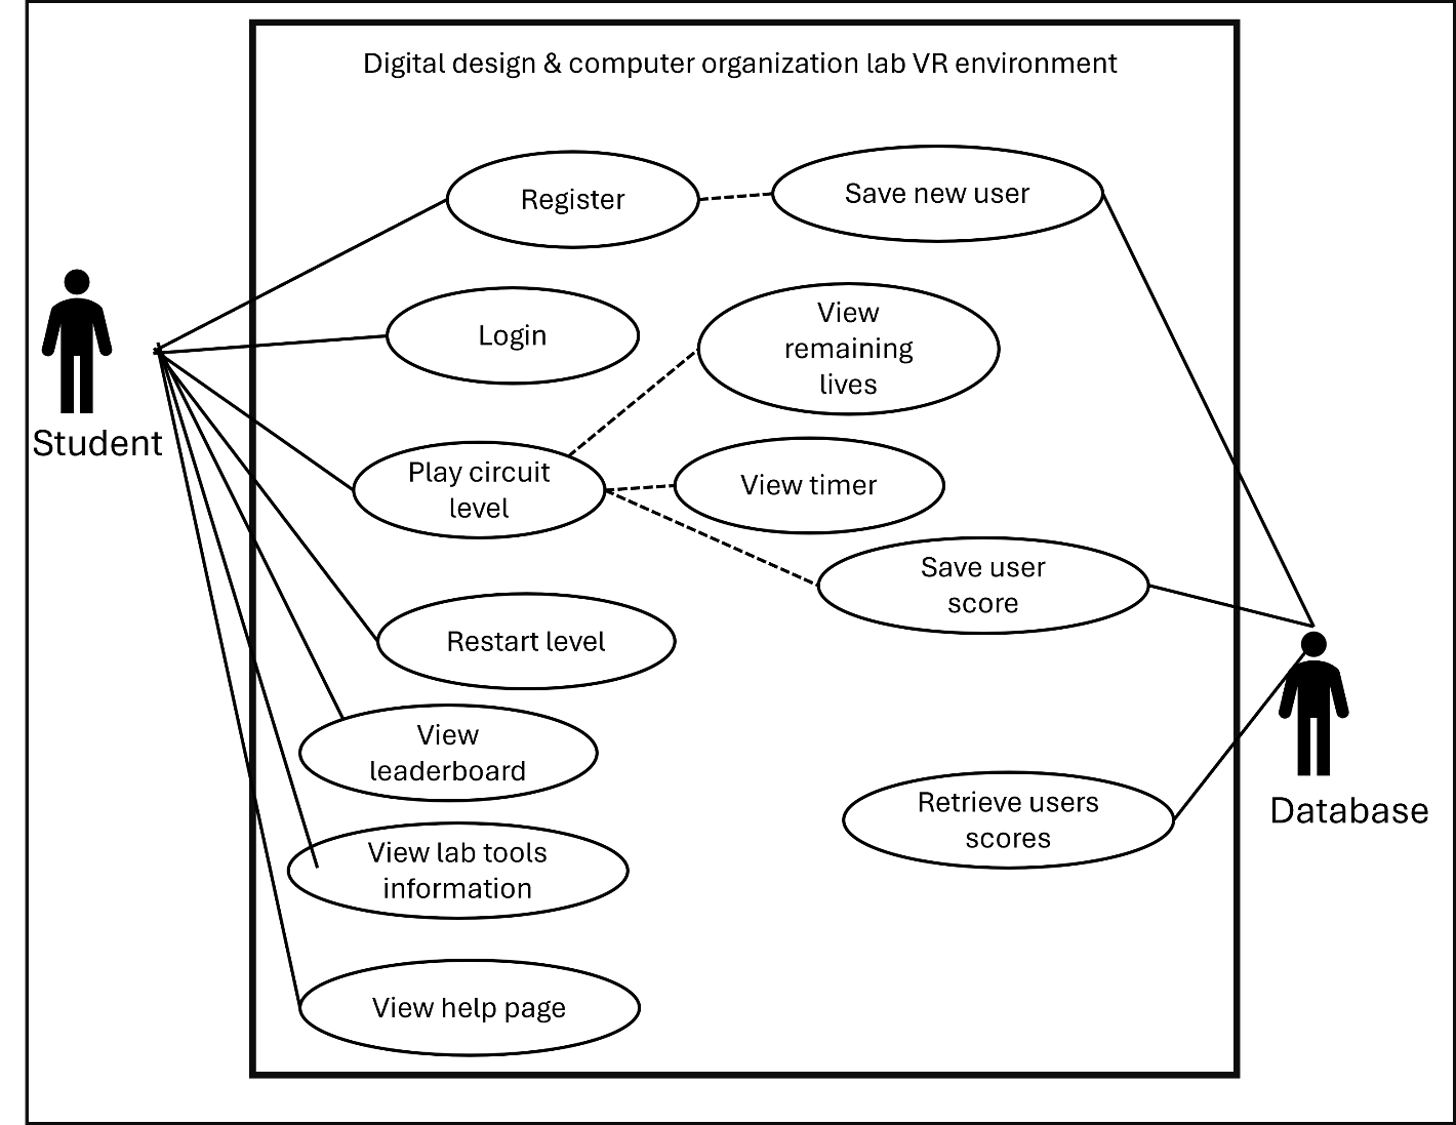 Digital design & computer organization lab VR environment
Register
Save new user
Login
View
remaining
lives
Student
Play circuit
level
View timer
Save user
score
Restart level
View
leaderboard
Retrieve users
scores
Database
View lab tools
information
View help page